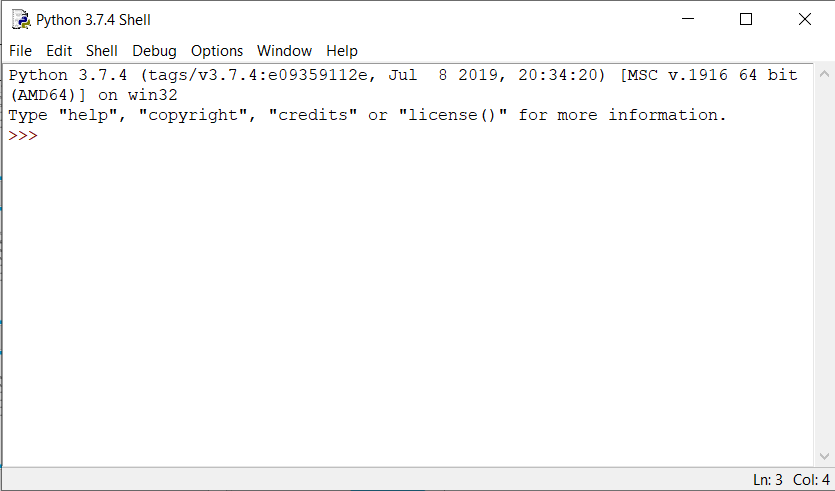 Python 3.7.4 Shell
File Edit Shell Debug Options Window Help
Python 3.7.4 (tags/v3.7.4:e09359112e, Jul  8 2019, 20:34:20) [MSC v.1916 64 bit
(AMD64)] on win32
Type "help", "copyright", "credits" or "license()" for more information.
>>>
Ln: 3 Col: 4